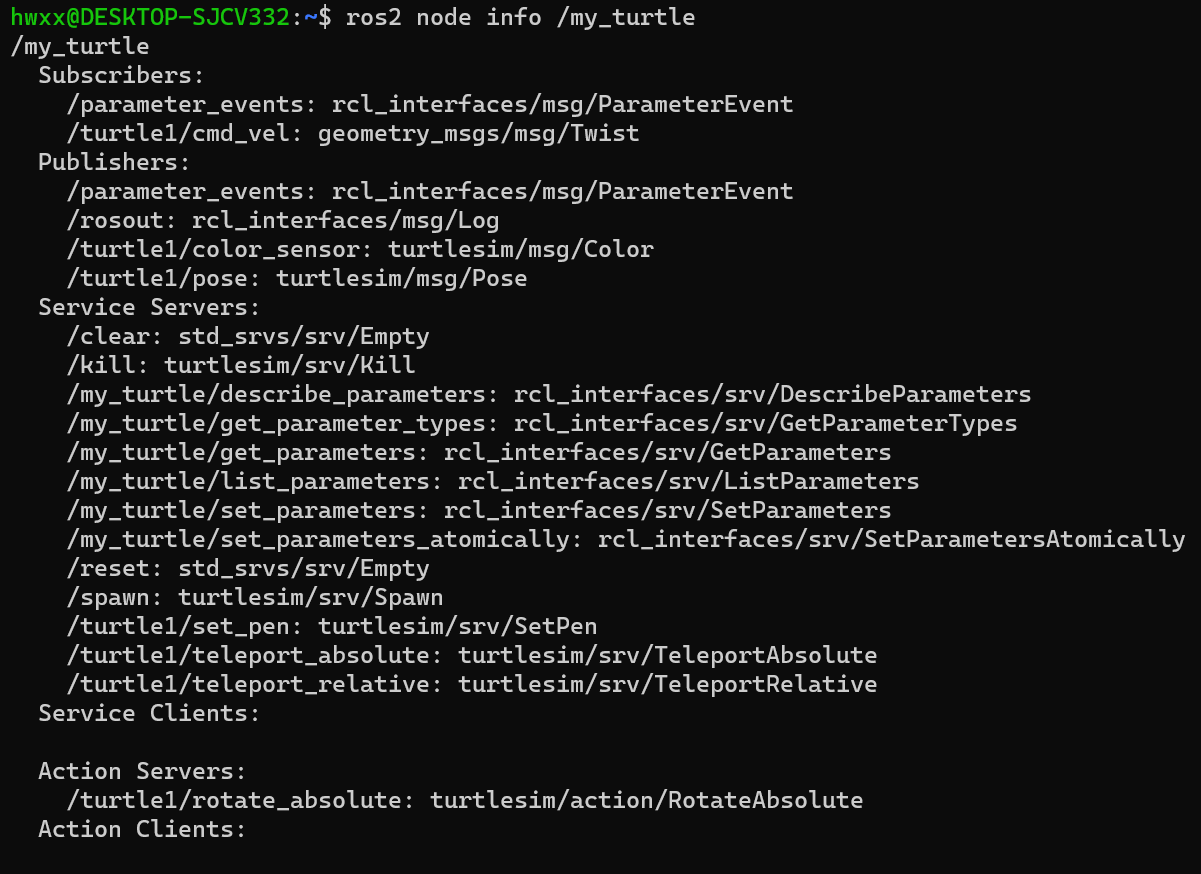 hwxx@DESKTOP-SJCV332:~$ ros2 node info /my_turtle
/my_turtle
  Subscribers:
    /parameter_events: rcl_interfaces/msg/ParameterEvent
    /turtle1/cmd_vel: geometry_msgs/msg/Twist
  Publishers:
    /parameter_events: rcl_interfaces/msg/ParameterEvent
    /rosout: rcl_interfaces/msg/Log
    /turtle1/color_sensor: turtlesim/msg/Color
    /turtle1/pose: turtlesim/msg/Pose
  Service Servers:
    /clear: std_srvs/srv/Empty
    /kill: turtlesim/srv/Kill
    /my_turtle/describe_parameters: rcl_interfaces/srv/DescribeParameters
    /my_turtle/get_parameter_types: rcl_interfaces/srv/GetParameterTypes
    /my_turtle/get_parameters: rcl_interfaces/srv/GetParameters
    /my_turtle/list_parameters: rcl_interfaces/srv/ListParameters
    /my_turtle/set_parameters: rcl_interfaces/srv/SetParameters
    /my_turtle/set_parameters_atomically: rcl_interfaces/srv/SetParametersAtomically
    /reset: std_srvs/srv/Empty
    /spawn: turtlesim/srv/Spawn
    /turtle1/set_pen: turtlesim/srv/SetPen
    /turtle1/teleport_absolute: turtlesim/srv/TeleportAbsolute
    /turtle1/teleport_relative: turtlesim/srv/TeleportRelative
  Service Clients:

  Action Servers:
    /turtle1/rotate_absolute: turtlesim/action/RotateAbsolute
  Action Clients: